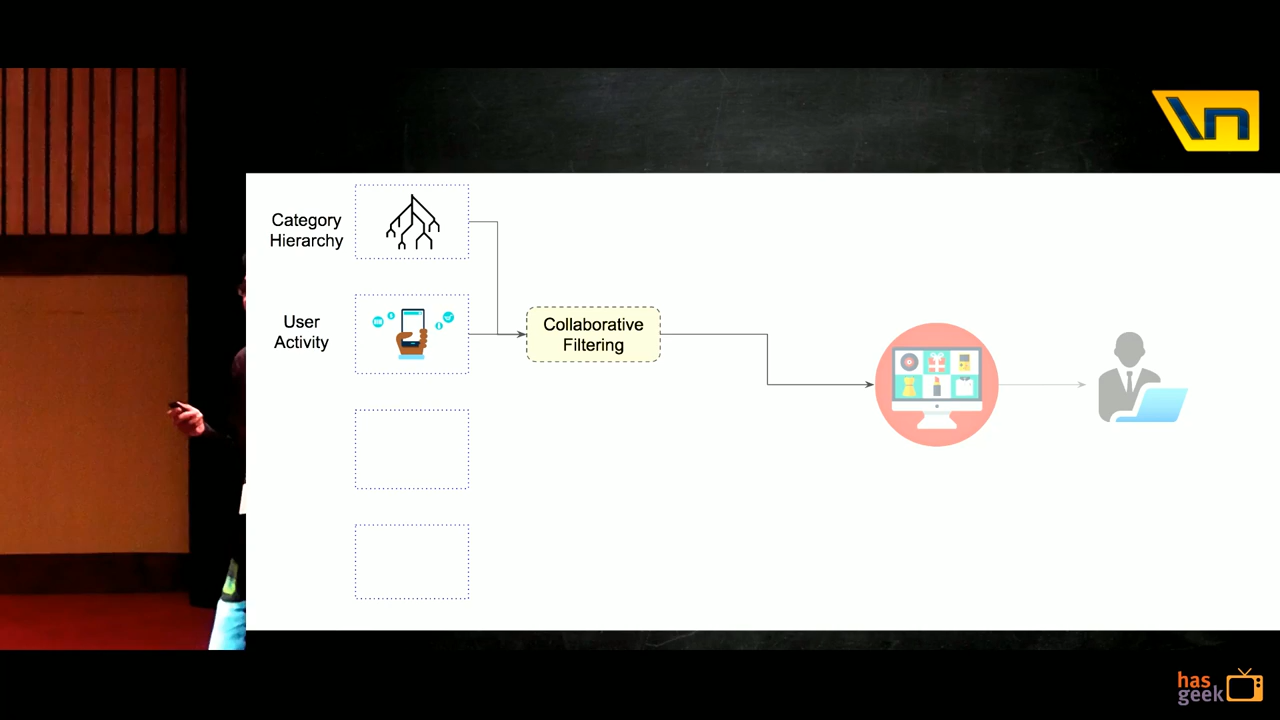 \n
Category
Hierarchy
User
Activity
Collaborative
Filtering
has
geek